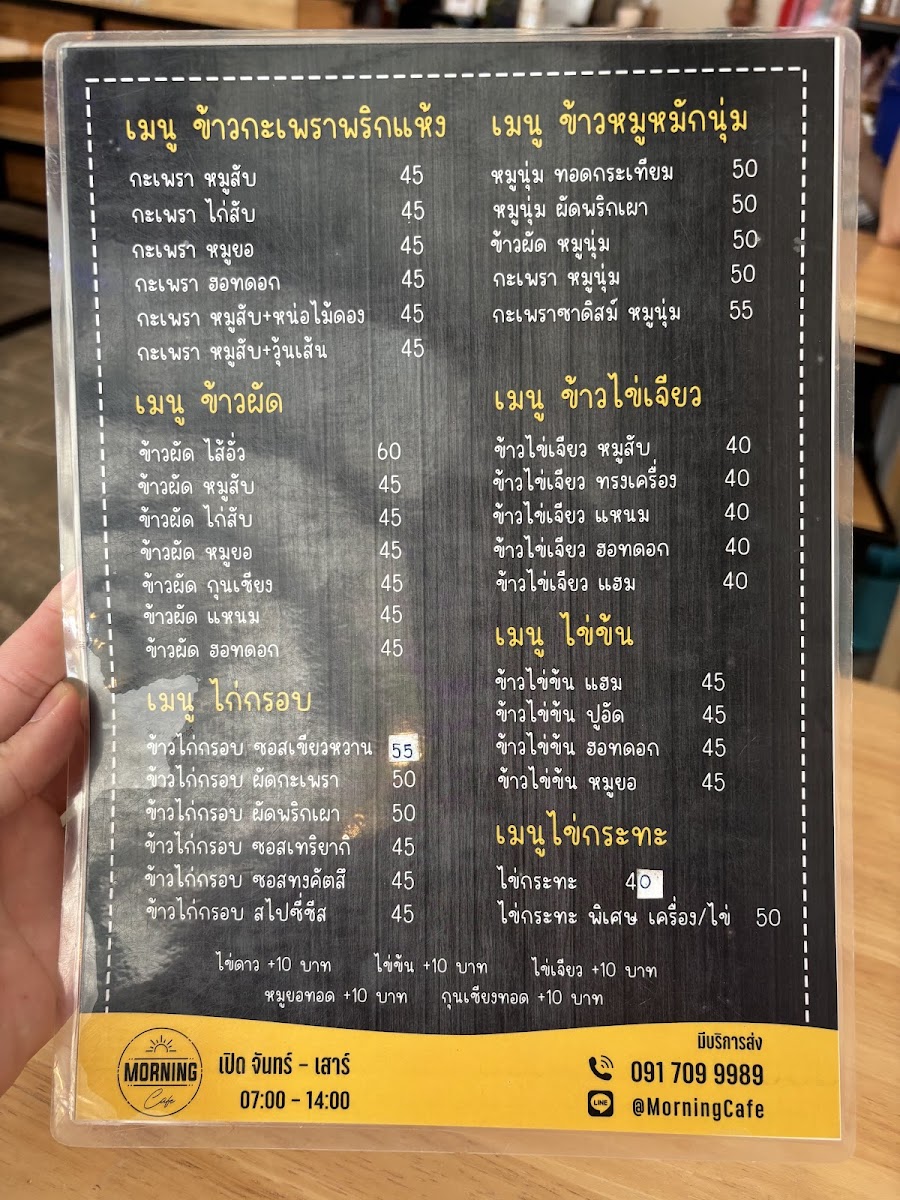 เมนู ข้าวกะเพราพริกแห้ง
กะเพรา หมูสับ 45
กะเพรา ไก่สับ 45
กะเพรา หมูยอ 45
กะเพรา ฮอทดอก 45
กะเพรา หมูสับ+หน่อไม้ดอง 45
กะเพรา หมูสับ+วุ้นเส้น 45
เมนู ข้าวผัด
ข้าวผัด ไส้อั่ว 60
ข้าวผัด หมูสับ 45
ข้าวผัด ไก่สับ 45
ข้าวผัด หมูยอ 45
ข้าวผัด กุนเชียง 45
ข้าวผัด แหนม 45
ข้าวผัด ฮอทดอก 45
เมนู ไก่กรอบ
ข้าวไก่กรอบ ซอสเขียวหวาน 55
ข้าวไก่กรอบ ผัดกะเพรา 50
ข้าวไก่กรอบ ผัดพริกเผา 50
ข้าวไก่กรอบ ซอสเทริยากิ 45
ข้าวไก่กรอบ ซอสทงคัตสึ 45
ข้าวไก่กรอบ สไปซี่ชีส 45
เมนู ข้าวหมูหมักนุ่ม
หมูนุ่ม ทอดกระเทียม 50
หมูนุ่ม ผัดพริกเผา 50
ข้าวผัด หมูนุ่ม 50
กะเพรา หมูนุ่ม 50
กะเพราซาดิสม์ หมูนุ่ม 55
เมนู ข้าวไข่เจียว
ข้าวไข่เจียว หมูสับ 40
ข้าวไข่เจียว ทรงเครื่อง 40
ข้าวไข่เจียว แหนม 40
ข้าวไข่เจียว ฮอทดอก 40
ข้าวไข่เจียว แฮม 40
เมนู ไข่ข้น
ข้าวไข่ข้น แฮม 45
ข้าวไข่ข้น ปูอัด 45
ข้าวไข่ข้น ฮอทดอก 45
ข้าวไข่ข้น หมูยอ 45
เมนูไข่กระทะ
ไข่กระทะ 40
ไข่กระทะ พิเศษ เครื่อง/ไข่ 50
ไข่ดาว +10 บาท ไข่ข้น +10 บาท ไข่เจียว +10 บาท
หมูยอทอด +10 บาท กุนเชียงทอด +10 บาท
MORNING
Cafe
เปิด จันทร์ - เสาร์
07:00 - 14:00
มีบริการส่ง
091 709 9989
LINE @MorningCafe